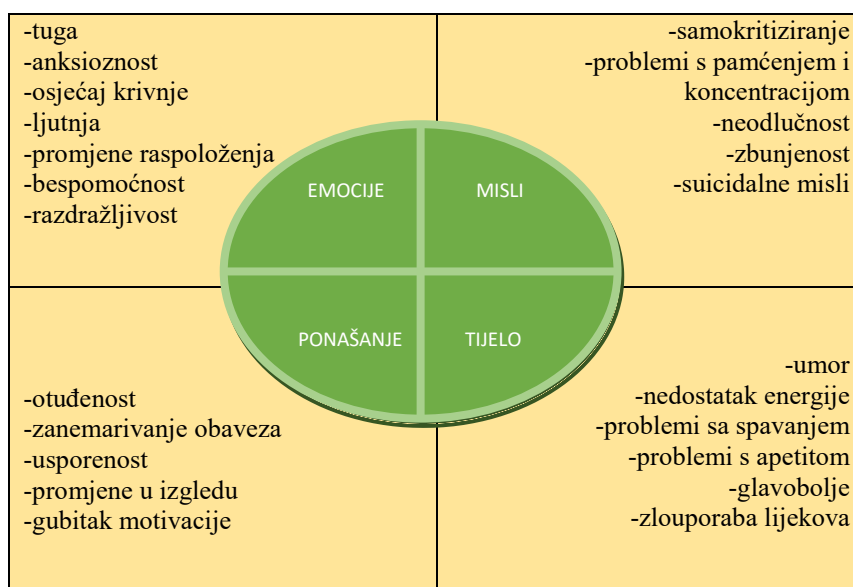 -tuga
-anksioznost
-osjećaj krivnje
-ljutnja
-promjene raspoloženja
-bespomoćnost
-razdražljivost
-samokritiziranje
-problemi s pamćenjem i
koncentracijom
-neodlučnost
-zbunjenost
-suicidalne misli
EMOCIJE
MISLI
PONAŠANJE
TIJELO
-otuđenost
-zanemarivanje obaveza
-usporenost
-promjene u izgledu
-gubitak motivacije
-umor
-nedostatak energije
-problemi sa spavanjem
-problemi s apetitom
-glavobolje
-zlouporaba lijekova